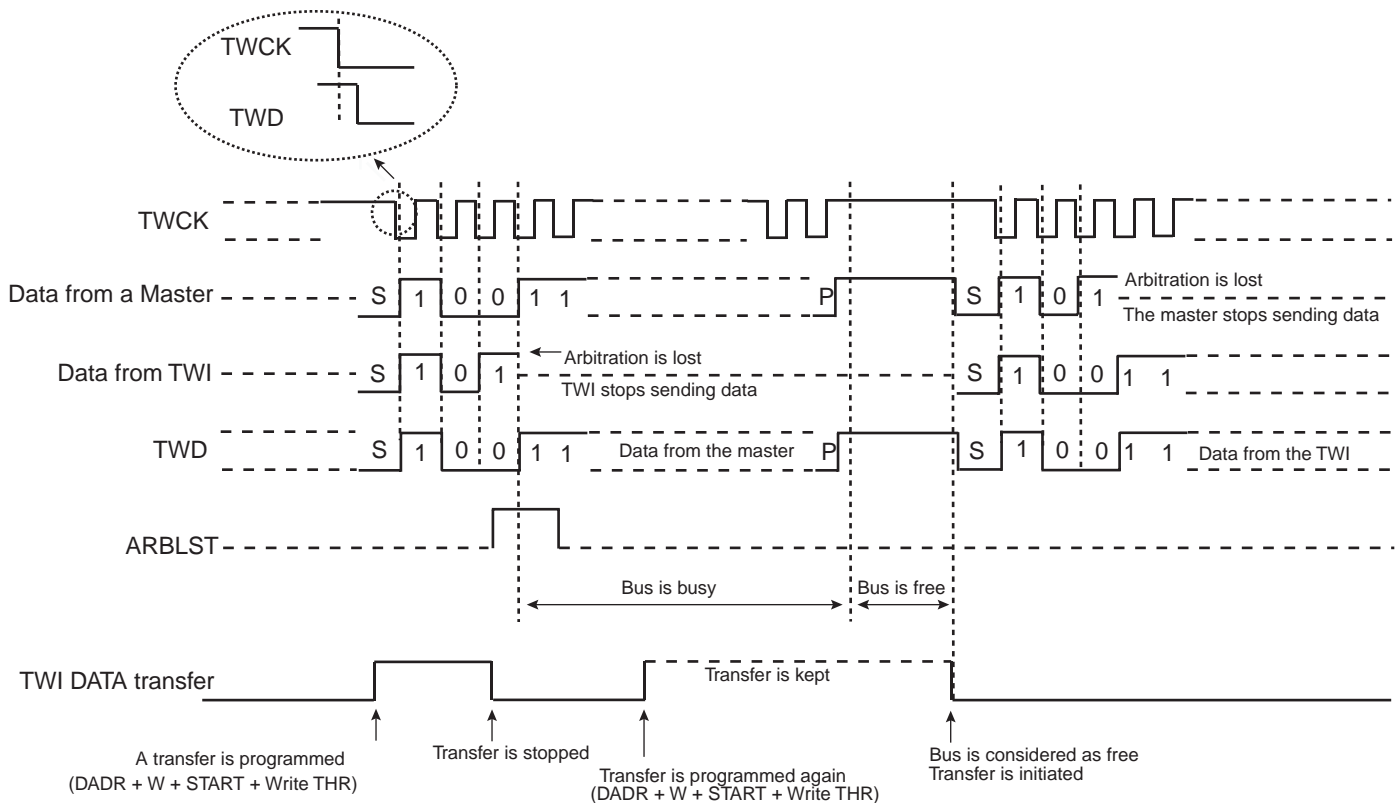 TWCK
TWD
TWCK
Data from a Master S 1 0 0 1 1 P S 1 0 1 Arbitration is lost
The master stops sending data
Data from TWI S 1 0 1 Arbitration is lost S 1 0 0 1 1
TWI stops sending data
TWD S 1 0 0 1 1 Data from the master P S 1 0 0 1 1 Data from the TWI
ARBLST
Bus is busy Bus is free
TWI DATA transfer Transfer is kept
A transfer is programmed
(DADR + W + START + Write THR)
Transfer is stopped
Transfer is programmed again
(DADR + W + START + Write THR)
Bus is considered as free
Transfer is initiated